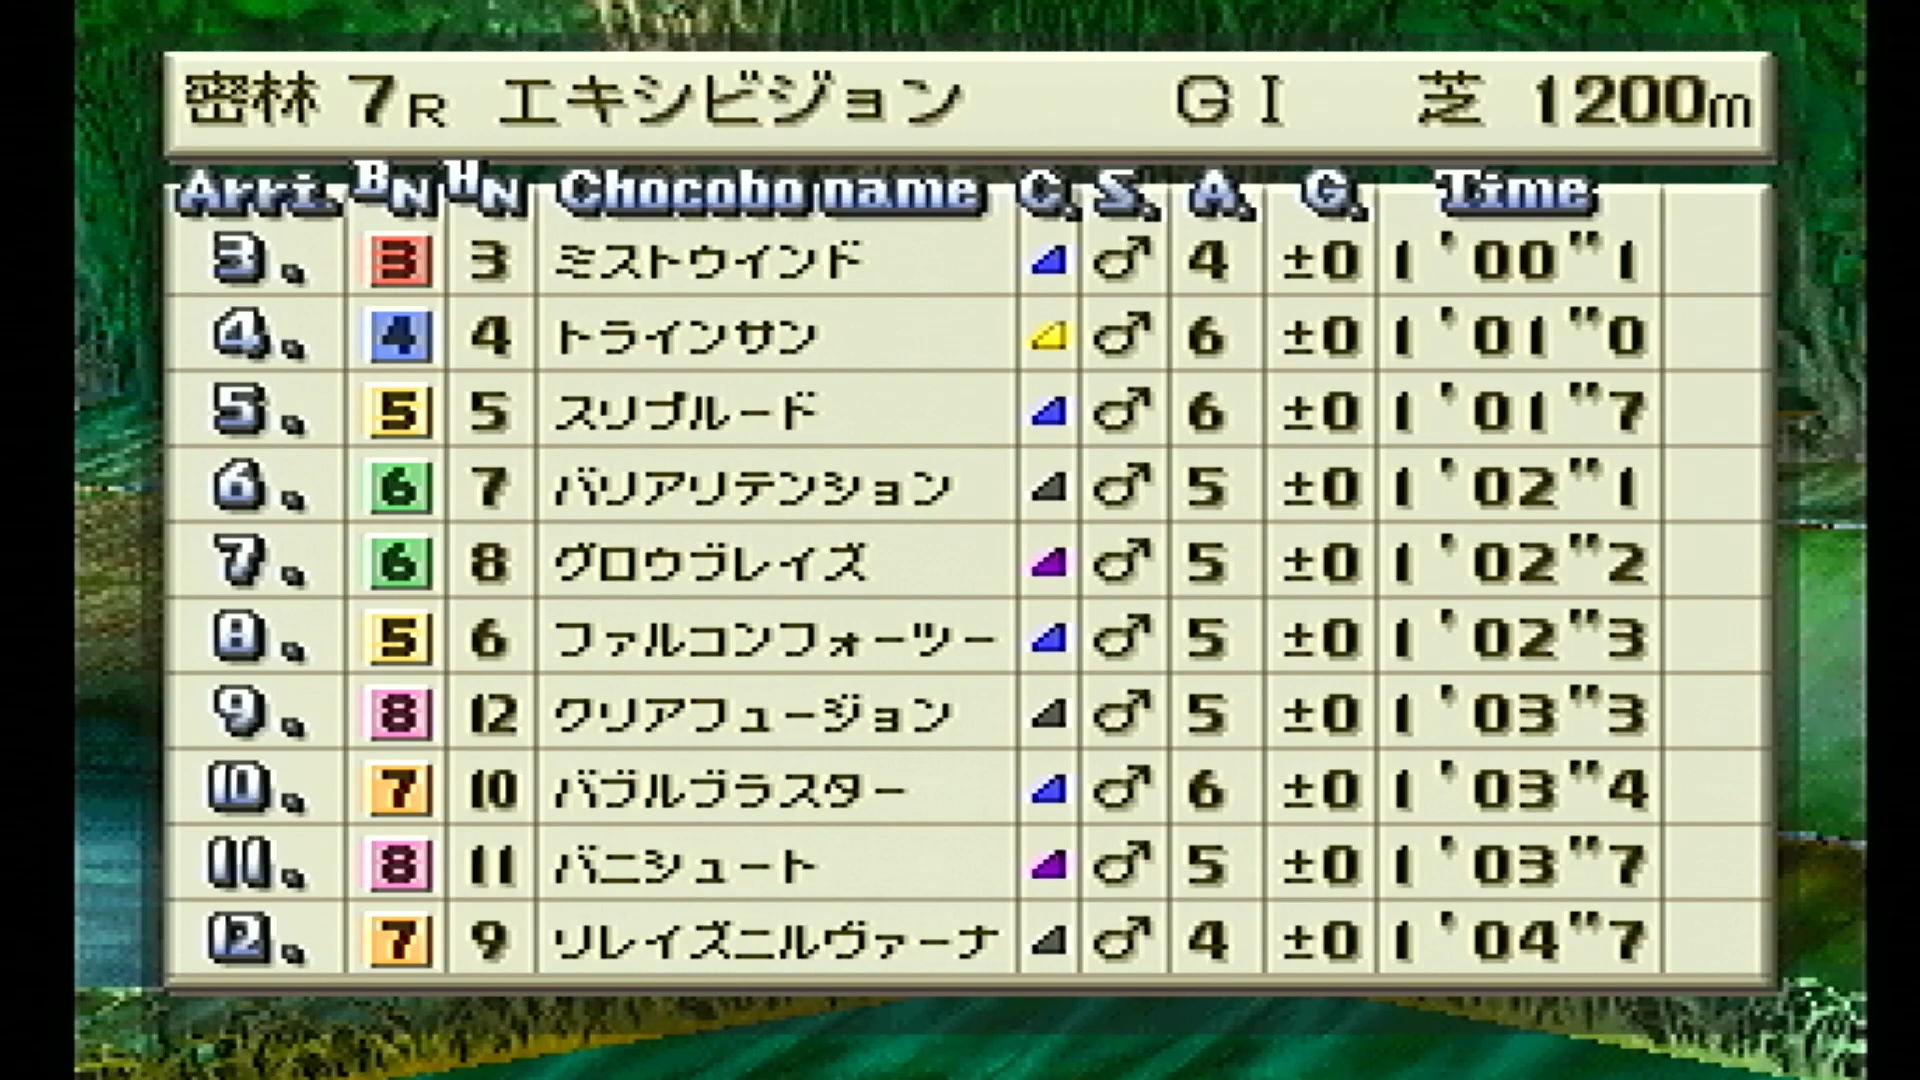 密林 7R エキシビジョン GI 芝 1200m
Arri. BN HN Chocobo name C. S. A. G. Time
3. 3 3 ミストウインド ♂ 4 ±0 1'00"1
4. 4 4 トラインサン ♂ 6 ±0 1'01"0
5. 5 5 スリプルード ♂ 6 ±0 1'01"7
6. 6 7 バリアリテンション ♂ 5 ±0 1'02"1
7. 6 8 グロウブレイズ ♂ 5 ±0 1'02"2
8. 5 6 ファルコンフォーツー ♂ 5 ±0 1'02"3
9. 8 12 クリアフュージョン ♂ 5 ±0 1'03"3
10. 7 10 バブルブラスター ♂ 6 ±0 1'03"4
11. 8 11 バニシュート ♂ 5 ±0 1'03"7
12. 7 9 リレイズニルヴァーナ ♂ 4 ±0 1'04"7